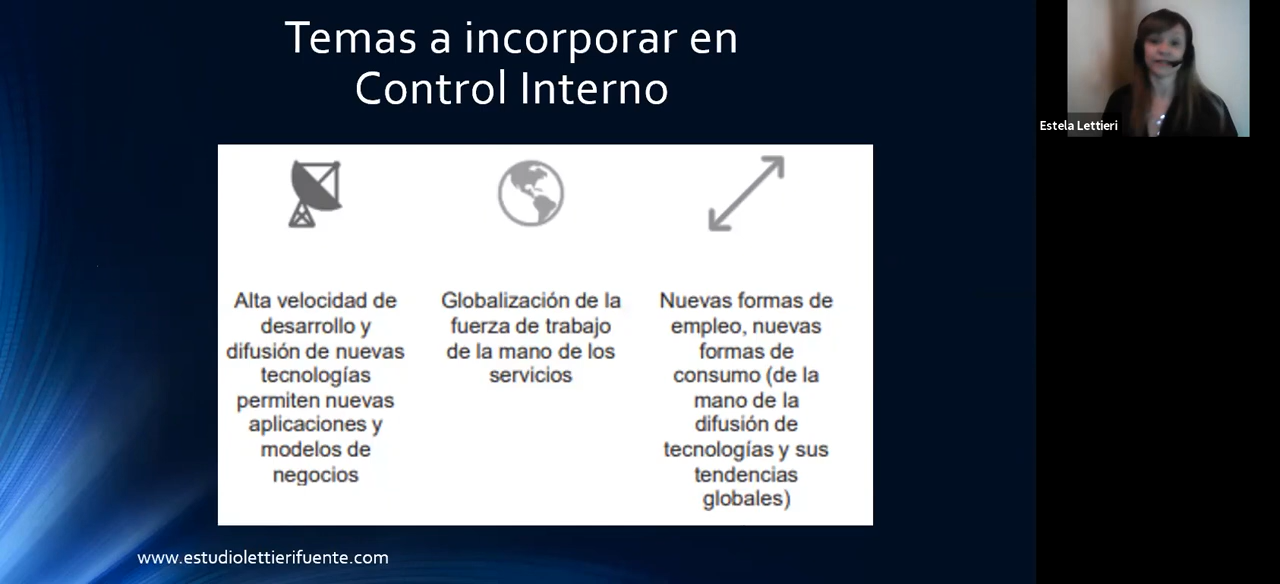 Temas a incorporar en
Control Interno
Estela Lettieri
Alta velocidad de
desarrollo y
difusión de nuevas
tecnologías
permiten nuevas
aplicaciones y
modelos de
negocios
Globalización de la
fuerza de trabajo
de la mano de los
servicios
Nuevas formas de
empleo, nuevas
formas de
consumo (de la
mano de la
difusión de
tecnologías y sus
tendencias
globales)
www.estudiolettierifuente.com